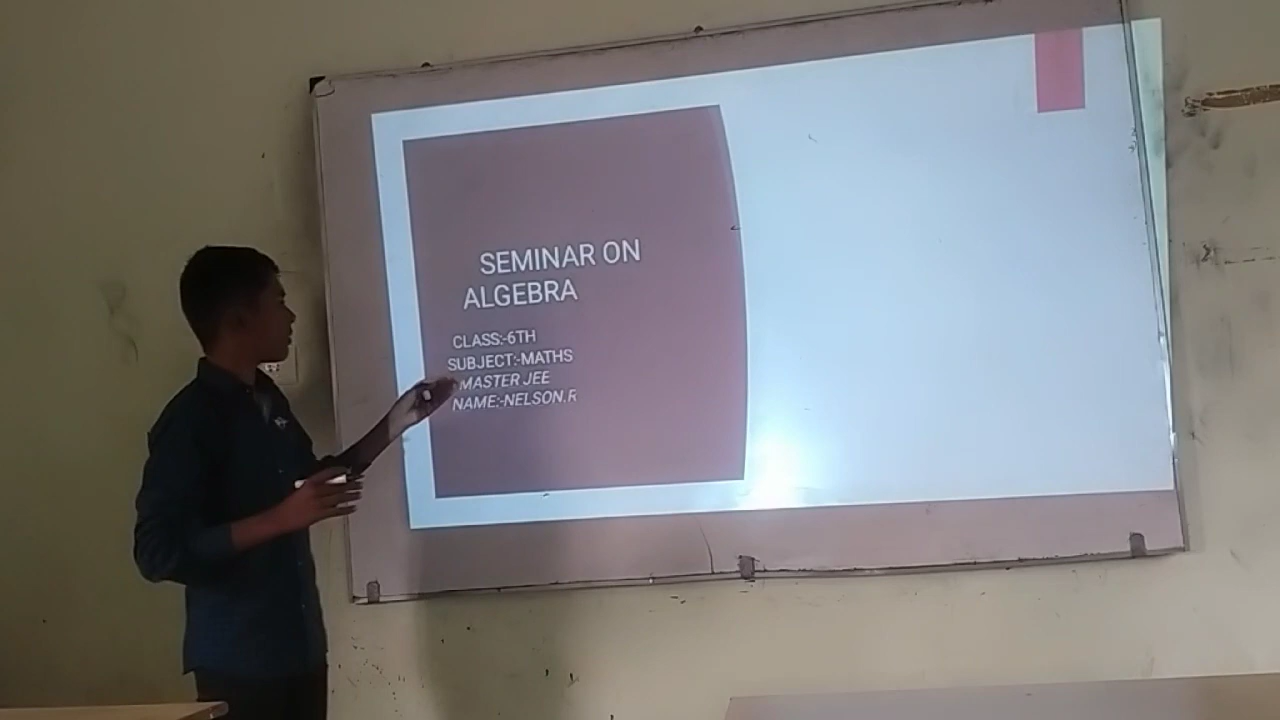 SEMINAR ON
ALGEBRA
CLASS:-6TH
SUBJECT:-MATHS
MASTER JEE
NAME:-NELSON.R